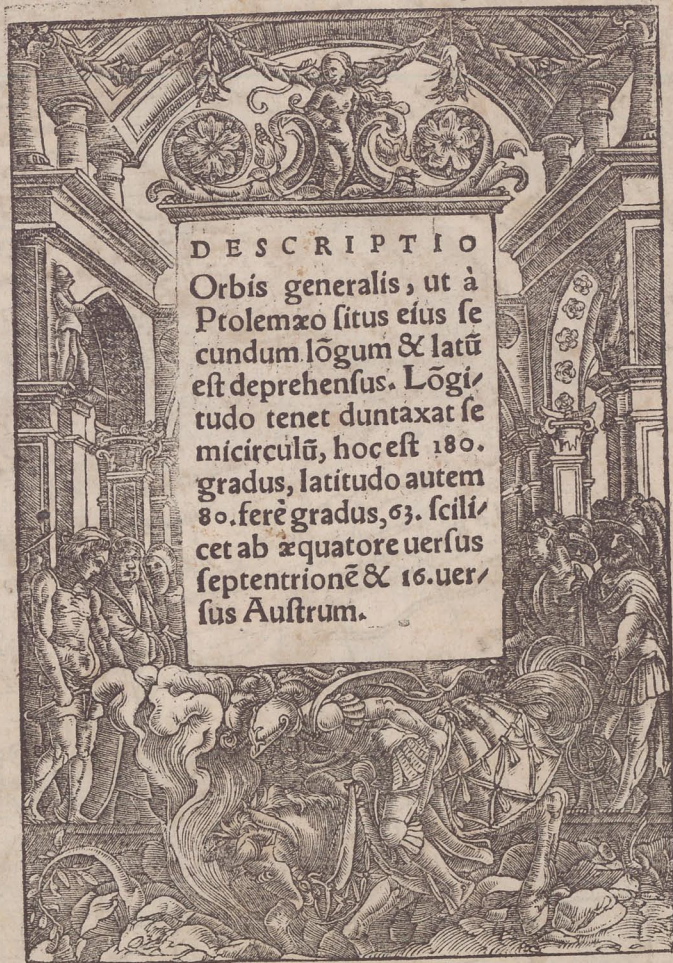 DESCRIPTIO
Orbis generalis, ut à
Ptolemæo ſitus eius ſe
cundum lõgum & latũ
eſt deprehenſus. Lõgi⸗
tudo tenet duntaxat ſe
micirculũ, hoc eſt 180.
gradus, latitudo autem
80. ferè gradus, 63. ſcili⸗
cet ab æquatore uerſus
ſeptentrionẽ & 16. uer⸗
ſus Auſtrum.